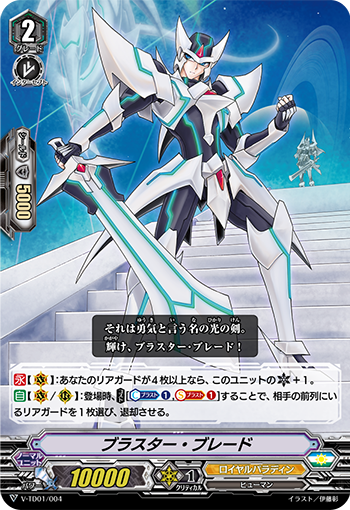 2
グレード
インターセプト
シールド
5000
それは勇気と言う名の光の剣。
輝け、ブラスター・ブレード!
永【】:あなたのリアガードが4枚以上なら、このユニットの+1。
自【/】:登場時、【ブラスト1 ブラスト1】することで、相手の前列にいるリアガードを1枚選び、退却させる。
ブラスター・ブレード
ノーマルユニット
パワー
10000
1
クリティカル
ロイヤルパラディン
ヒューマン
V-TD01/004
イラスト/伊藤彰